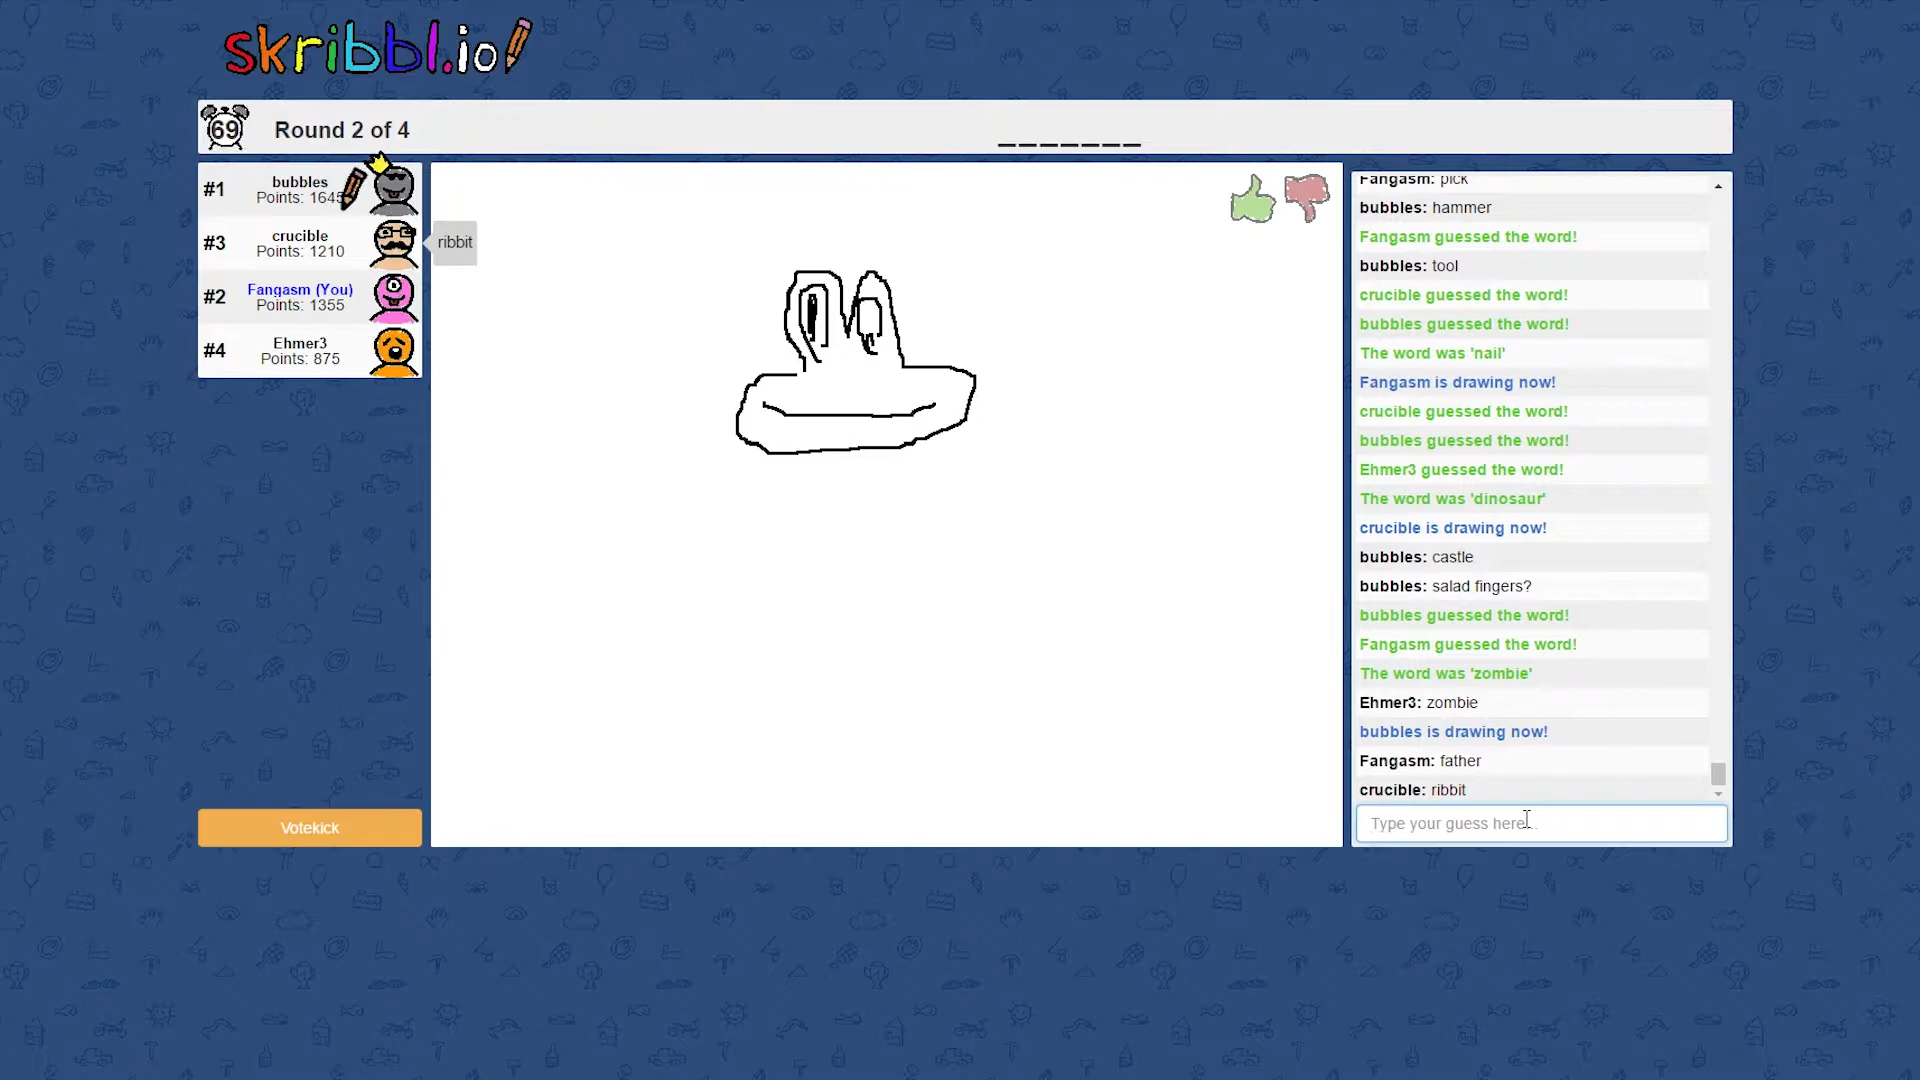 skribbl.io
69
Round 2 of 4
_______
#1
bubbles
Points: 1645
#3
crucible
Points: 1210
ribbit
#2
Fangasm (You)
Points: 1355
#4
Ehmer3
Points: 875
Votekick
Fangasm: pick
bubbles: hammer
Fangasm guessed the word!
bubbles: tool
crucible guessed the word!
bubbles guessed the word!
The word was 'nail'
Fangasm is drawing now!
crucible guessed the word!
bubbles guessed the word!
Ehmer3 guessed the word!
The word was 'dinosaur'
crucible is drawing now!
bubbles: castle
bubbles: salad fingers?
bubbles guessed the word!
Fangasm guessed the word!
The word was 'zombie'
Ehmer3: zombie
bubbles is drawing now!
Fangasm: father
crucible: ribbit
Type your guess here...